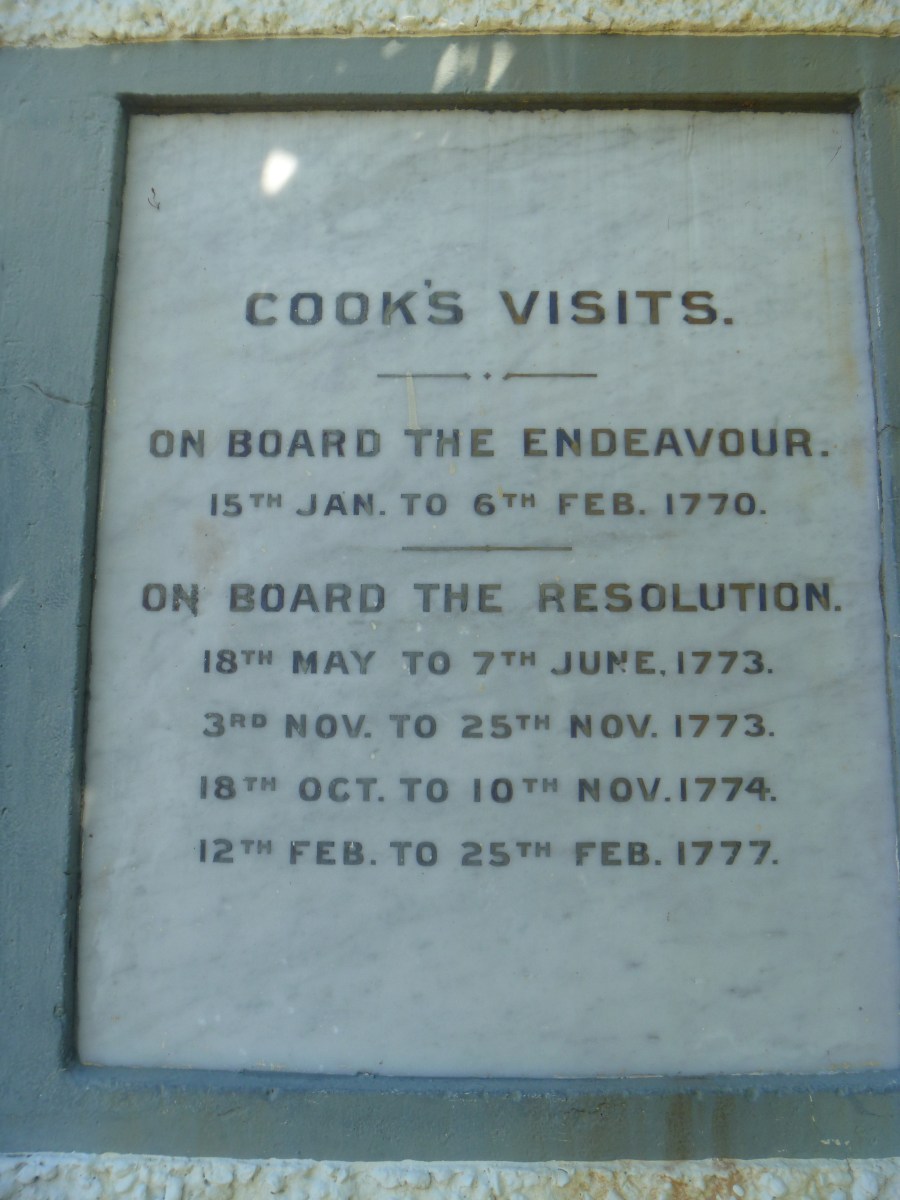 COOK'S VISITS.
ON BOARD THE ENDEAVOUR.
15TH JAN. TO 6TH FEB. 1770.
ON BOARD THE RESOLUTION.
18TH MAY TO 7TH JUNE, 1773.
3RD NOV. TO 25TH NOV. 1773.
18TH OCT. TO 10TH NOV. 1774.
12TH FEB. TO 25TH FEB. 1777.